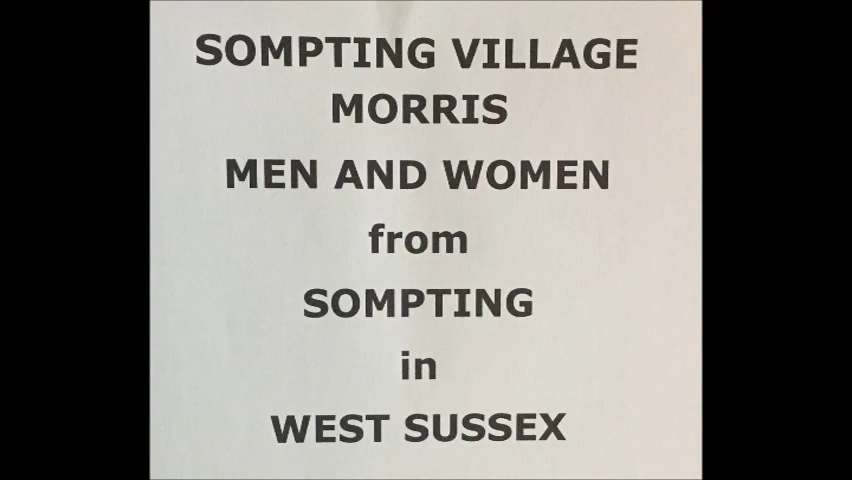 SOMPTING VILLAGE
MORRIS
MEN AND WOMEN
from
SOMPTING
in
WEST SUSSEX